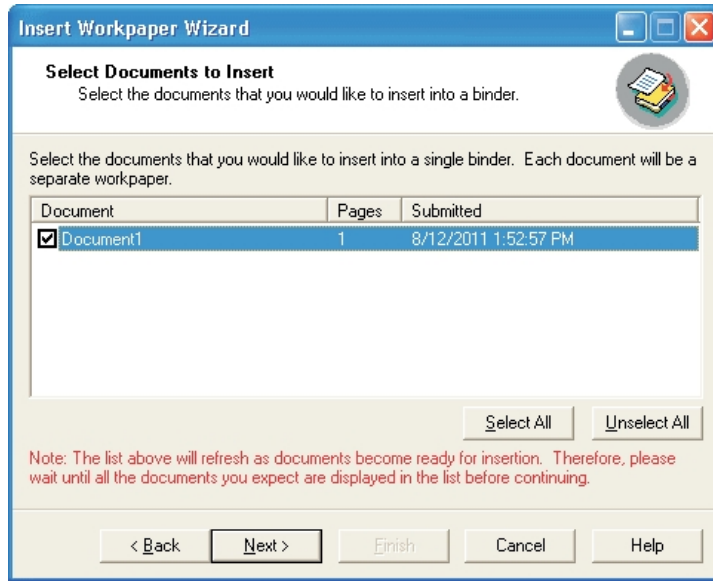 Insert Workpaper Wizard
Select Documents to Insert
Select the documents that you would like to insert into a binder.
Select the documents that you would like to insert into a single binder. Each document will be a
separate workpaper.
Document Pages Submitted
Document1 1 8/12/2011 1:52:57 PM
Select All Unselect All
Note: The list above will refresh as documents become ready for insertion. Therefore, please
wait until all the documents you expect are displayed in the list before continuing.
< Back Next > Finish Cancel Help